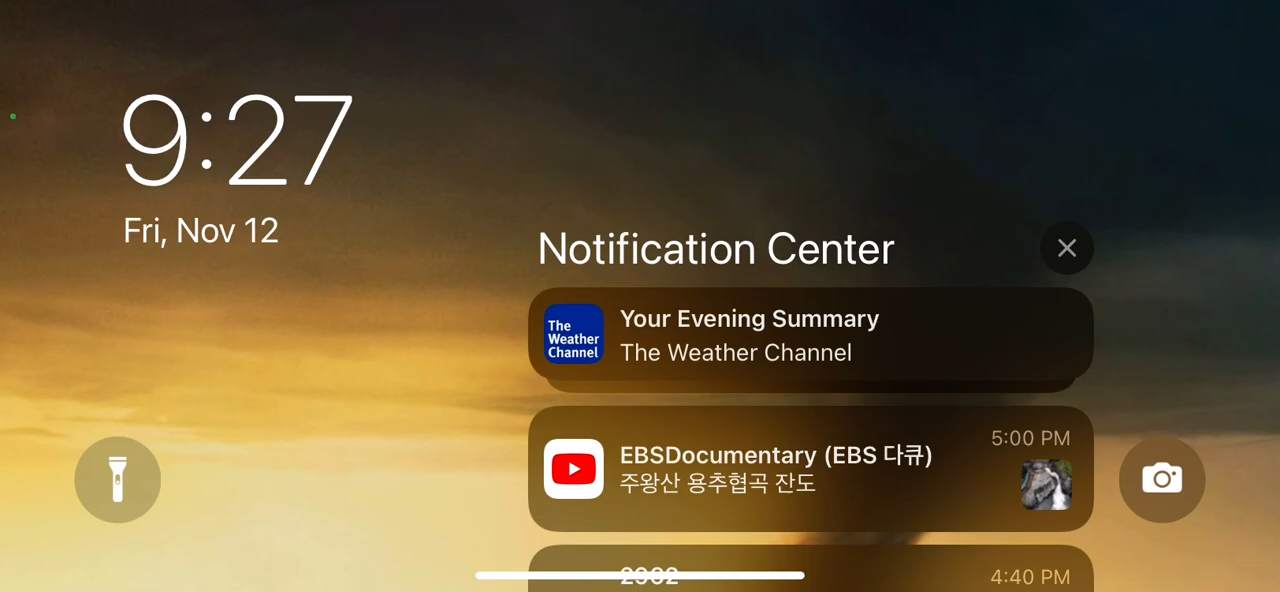 9:27
Fri, Nov 12
Notification Center
The
Weather
Channel
Your Evening Summary
The Weather Channel
5:00 PM
EBSDocumentary (EBS 다큐)
주왕산 용추협곡 잔도
4:40 PM